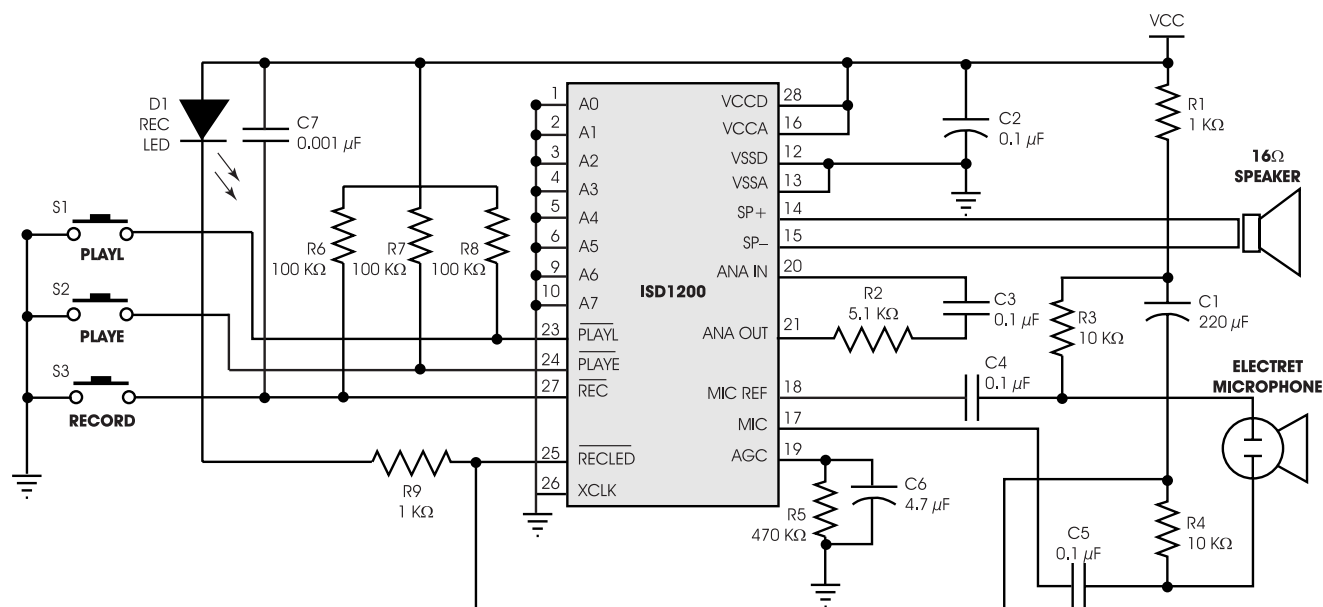 VCC
D1
REC
LED
C7
0.001 µF
S1
PLAYL
S2
PLAYE
S3
RECORD
R6
100 KΩ
R7
100 KΩ
R8
100 KΩ
R9
1 KΩ
1
2
3
4
5
6
9
10
23
24
27
25
26
A0
A1
A2
A3
A4
A5
A6
A7
PLAYL
PLAYE
REC
RECLED
XCLK
ISD1200
VCCD
VCCA
VSSD
VSSA
SP+
SP–
ANA IN
ANA OUT
MIC REF
MIC
AGC
28
16
12
13
14
15
20
21
18
17
19
C2
0.1 µF
R1
1 KΩ
16Ω
SPEAKER
R2
5.1 KΩ
C3
0.1 µF
R3
10 KΩ
C1
220 µF
C4
0.1 µF
ELECTRET
MICROPHONE
R5
470 KΩ
C6
4.7 µF
C5
0.1 µF
R4
10 KΩ